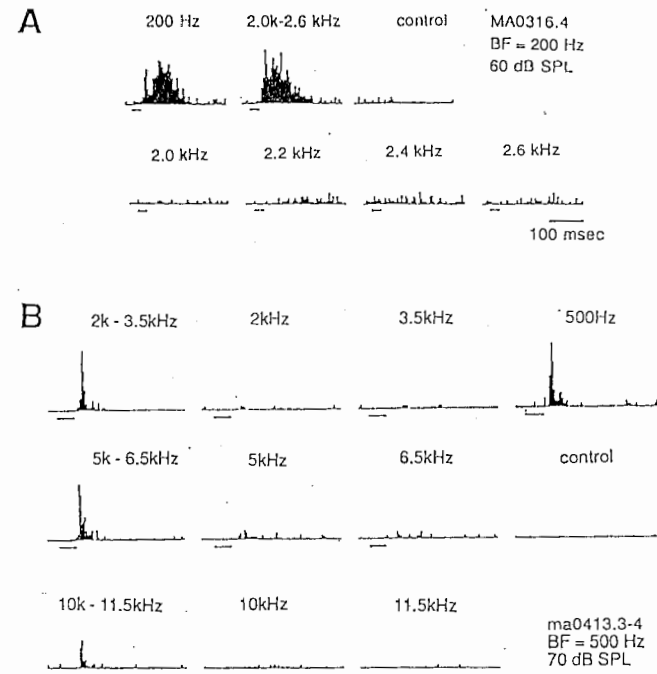 A
200 Hz
2.0k-2.6 kHz
control
MA0316.4
BF = 200 Hz
60 dB SPL
2.0 kHz
2.2 kHz
2.4 kHz
2.6 kHz
100 msec
B
2k - 3.5kHz
2kHz
3.5kHz
500Hz
5k - 6.5kHz
5kHz
6.5kHz
control
10k - 11.5kHz
10kHz
11.5kHz
ma0413.3-4
BF = 500 Hz
70 dB SPL